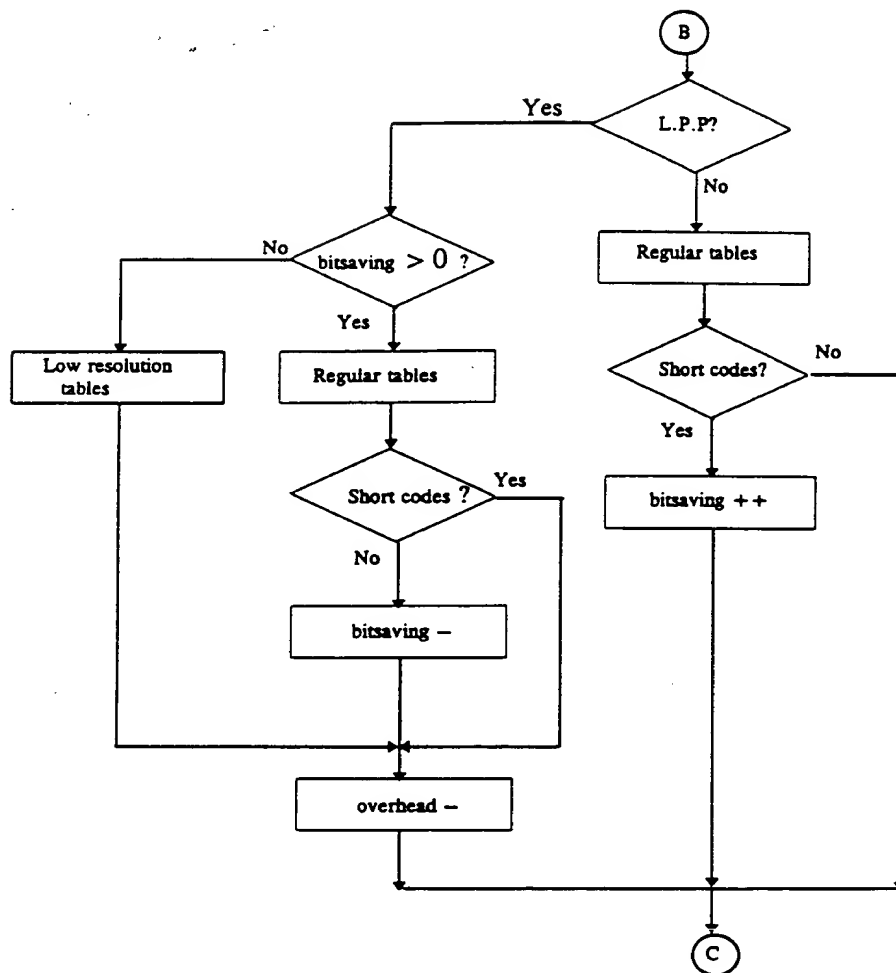 B
Yes
L.P.P?
No
No
bitsaving > 0 ?
Regular tables
Yes
Low resolution
tables
Regular tables
Short codes?
No
Short codes ?
Yes
Yes
bitsaving ++
No
bitsaving –
overhead –
C